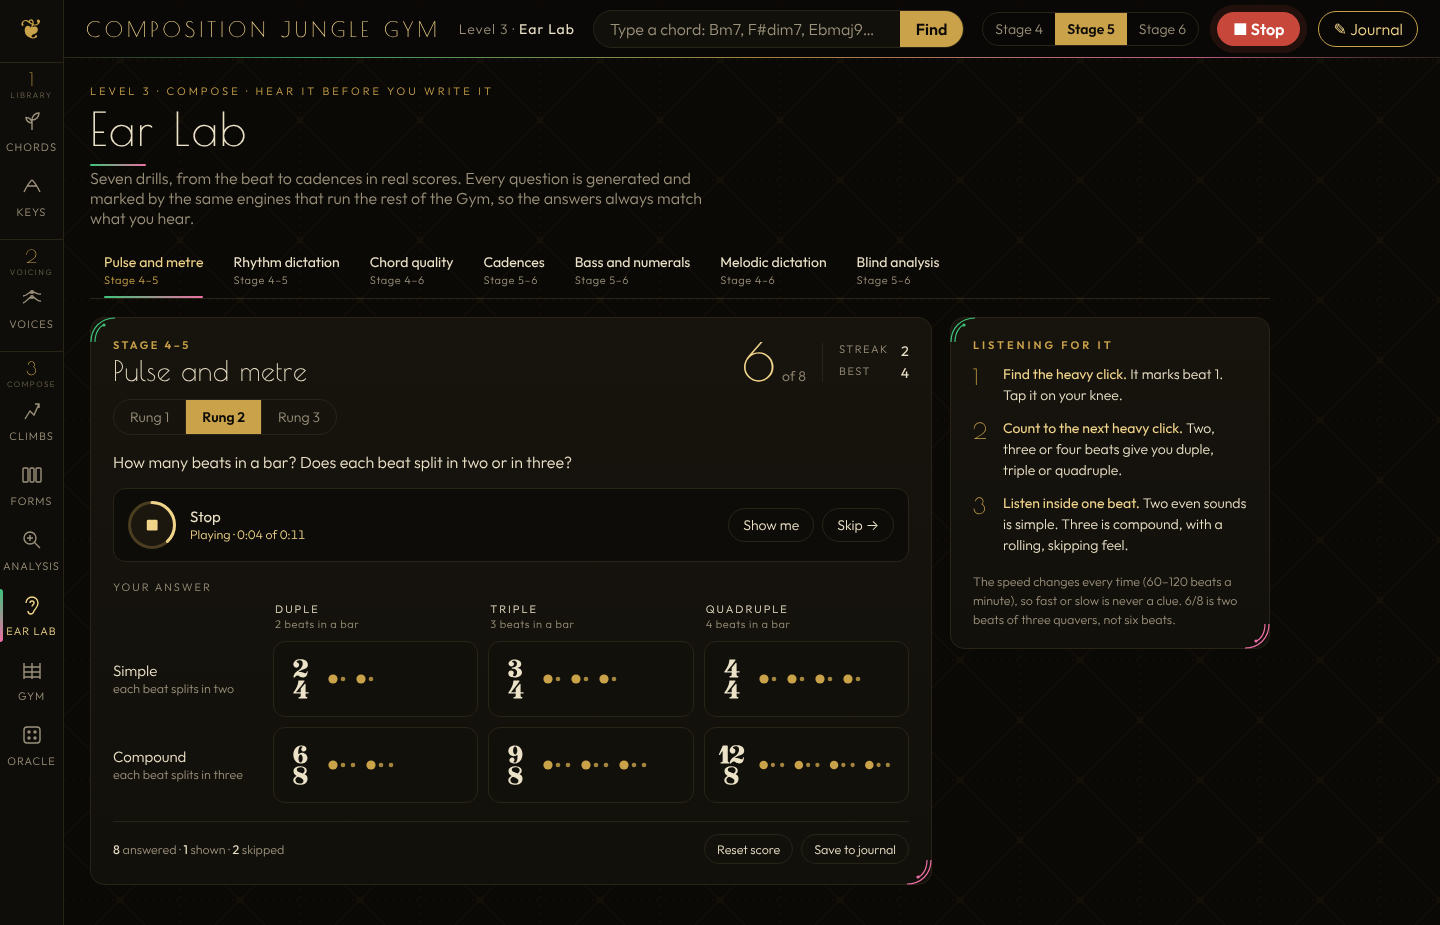 COMPOSITION JUNGLE GYM
Level 3 · Ear Lab
Type a chord: Bm7, F#dim7, Ebmaj9...
Find
Stage 4
Stage 5
Stage 6
Stop
✎ Journal
1
LIBRARY
CHORDS
KEYS
2
VOICING
VOICES
3
COMPOSE
CLIMBS
FORMS
ANALYSIS
EAR LAB
GYM
ORACLE
LEVEL 3 · COMPOSE · HEAR IT BEFORE YOU WRITE IT
Ear Lab
Seven drills, from the beat to cadences in real scores. Every question is generated and
marked by the same engines that run the rest of the Gym, so the answers always match
what you hear.
Pulse and metre
Stage 4–5
Rhythm dictation
Stage 4–5
Chord quality
Stage 4–6
Cadences
Stage 5–6
Bass and numerals
Stage 5–6
Melodic dictation
Stage 4–6
Blind analysis
Stage 5–6
STAGE 4–5
Pulse and metre
6 of 8
STREAK 2
BEST 4
Rung 1
Rung 2
Rung 3
How many beats in a bar? Does each beat split in two or in three?
Stop
Playing · 0:04 of 0:11
Show me
Skip →
YOUR ANSWER
DUPLE
2 beats in a bar
TRIPLE
3 beats in a bar
QUADRUPLE
4 beats in a bar
Simple
each beat splits in two
2
4
3
4
4
4
Compound
each beat splits in three
6
8
9
8
12
8
8 answered · 1 shown · 2 skipped
Reset score
Save to journal
LISTENING FOR IT
1
Find the heavy click. It marks beat 1.
Tap it on your knee.
2
Count to the next heavy click. Two,
three or four beats give you duple,
triple or quadruple.
3
Listen inside one beat. Two even sounds
is simple. Three is compound, with a
rolling, skipping feel.
The speed changes every time (60–120 beats a
minute), so fast or slow is never a clue. 6/8 is two
beats of three quavers, not six beats.